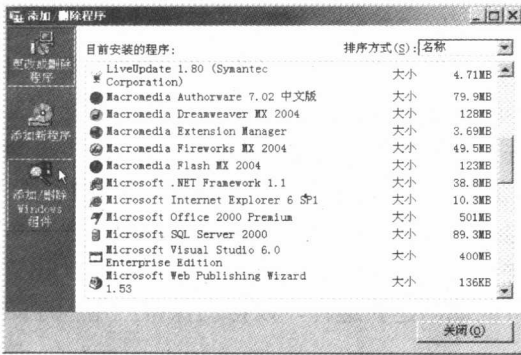 添加/删除程序
更改或删除
程序
添加新程序
添加/删除
Windows
组件
目前安装的程序:
排序方式(S): 名称
LiveUpdate 1.80 (Symantec
Corporation) 大小 4.71MB
Macromedia Authorware 7.02 中文版 大小 79.9MB
Macromedia Dreamweaver MX 2004 大小 128MB
Macromedia Extension Manager 大小 3.69MB
Macromedia Fireworks MX 2004 大小 49.5MB
Macromedia Flash MX 2004 大小 123MB
Microsoft .NET Framework 1.1 大小 38.8MB
Microsoft Internet Explorer 6 SP1 大小 10.3MB
Microsoft Office 2000 Premium 大小 501MB
Microsoft SQL Server 2000 大小 89.3MB
Microsoft Visual Studio 6.0
Enterprise Edition 大小 400MB
Microsoft Web Publishing Wizard
1.53 大小 136KB
关闭(O)